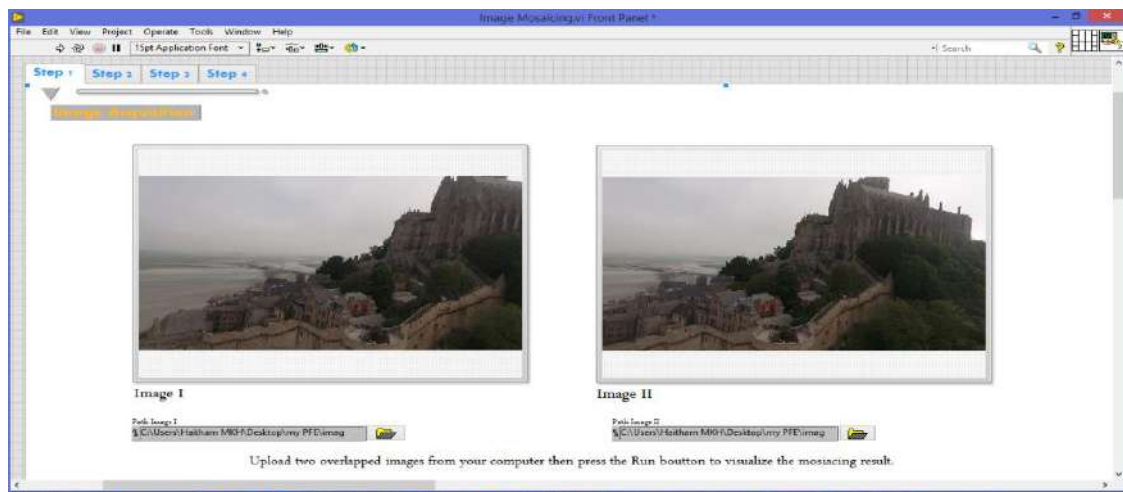 Image Mosaicing.vi Front Panel *
File Edit View Project Operate Tools Window Help
15pt Application Font
Search
Step 1 Step 2 Step 3 Step 4
Image I Image II
Path Image I Path Image II
C:\Users\Haitham MKH\Desktop\my PFE\imag C:\Users\Haitham MKH\Desktop\my PFE\imag
Upload two overlapped images from your computer then press the Run boutton to visualize the mosiacing result.